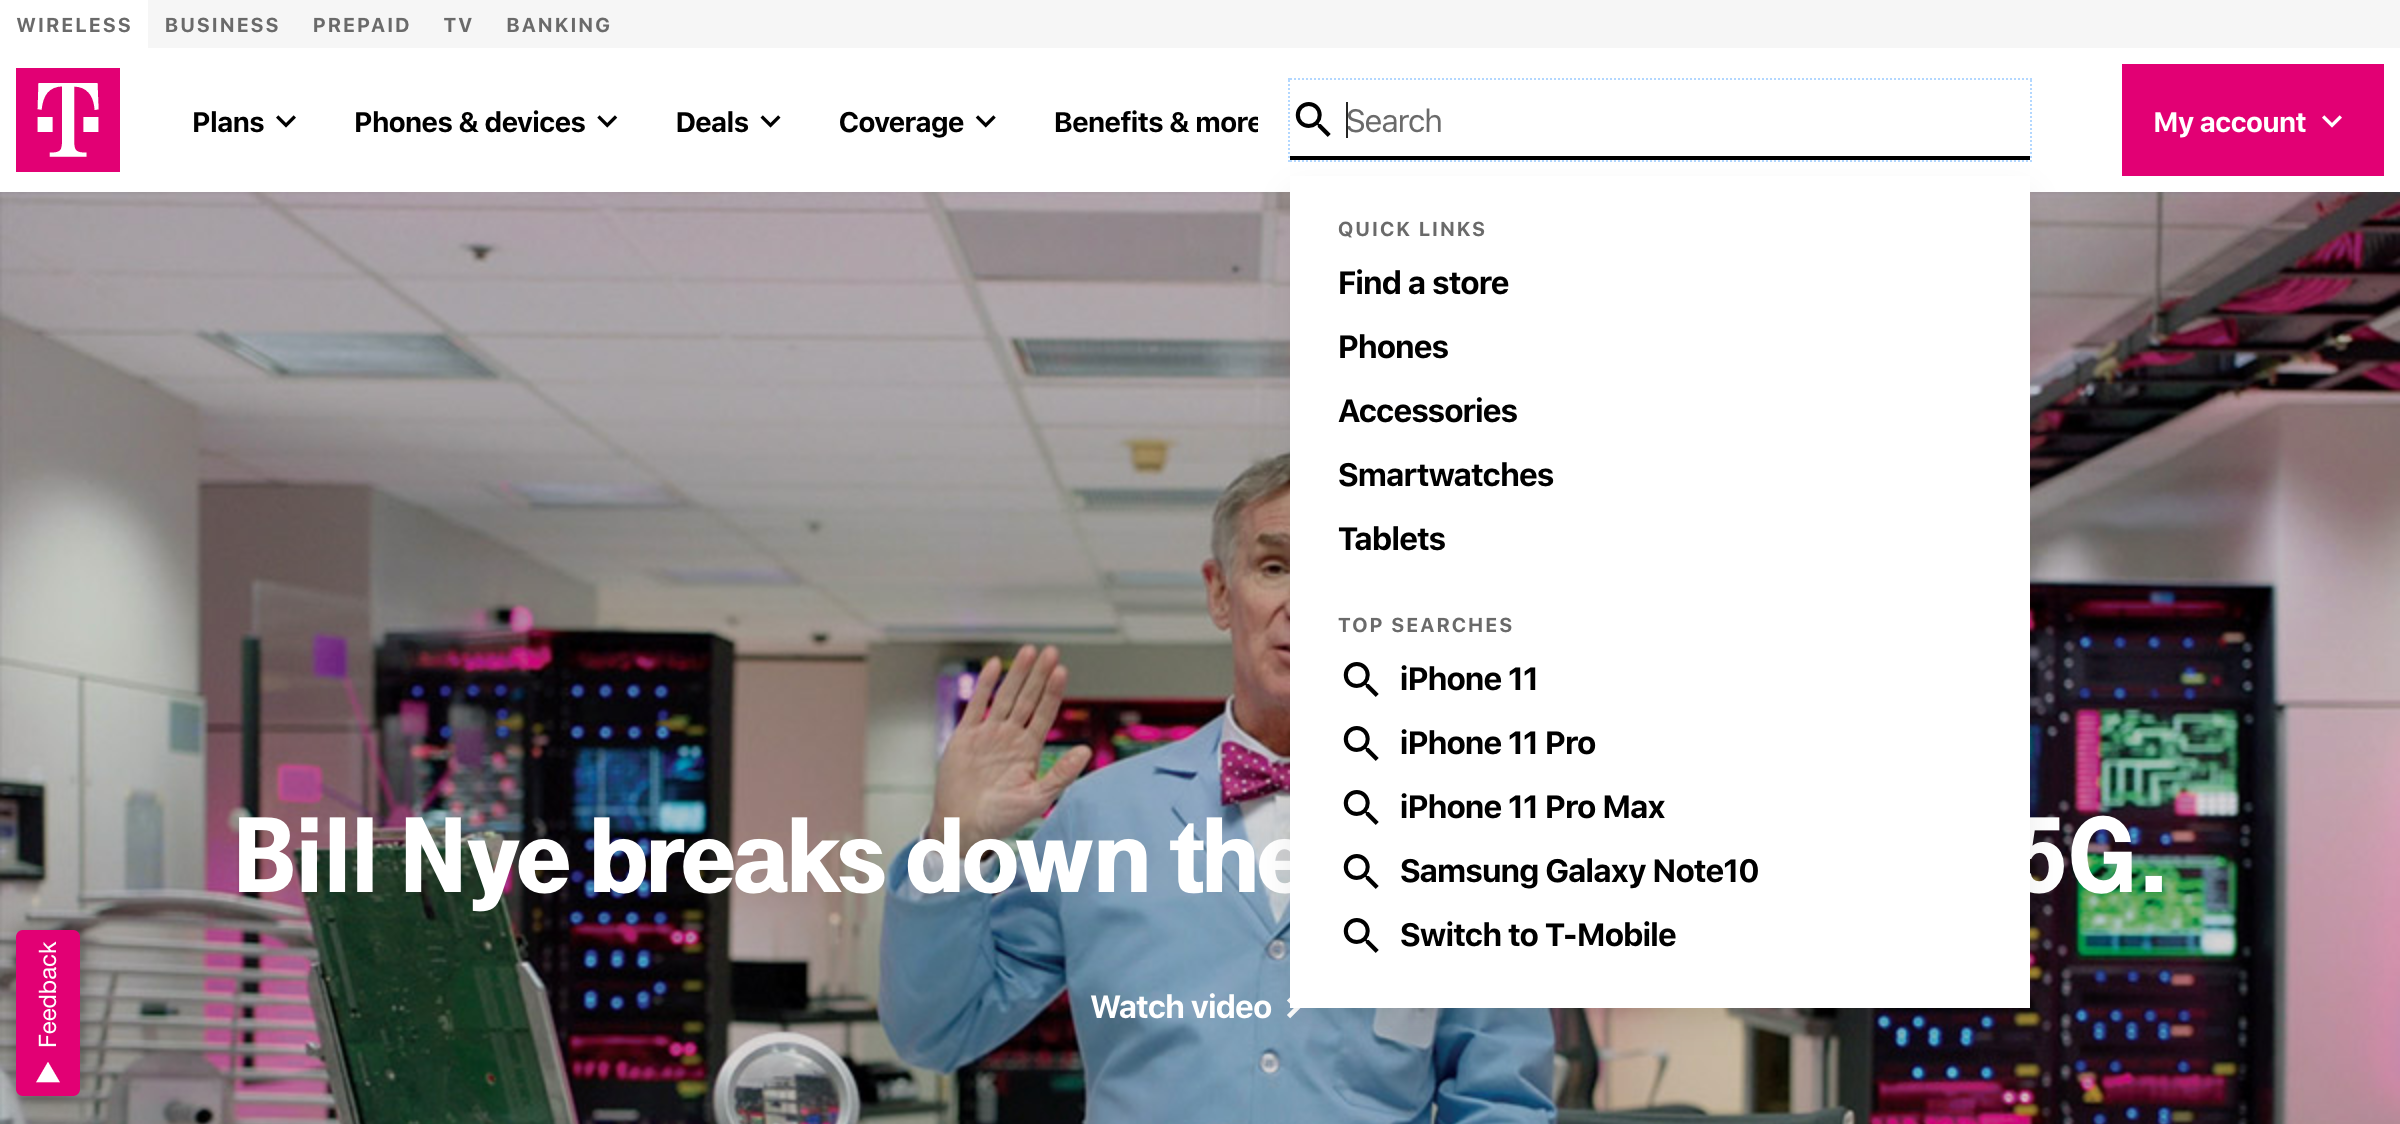 WIRELESS BUSINESS PREPAID TV BANKING
T
Plans Phones & devices Deals Coverage Benefits & more Search My account
QUICK LINKS
Find a store
Phones
Accessories
Smartwatches
Tablets
TOP SEARCHES
iPhone 11
iPhone 11 Pro
iPhone 11 Pro Max
Samsung Galaxy Note10
Switch to T-Mobile
Bill Nye breaks down the 5G.
Watch video
Feedback